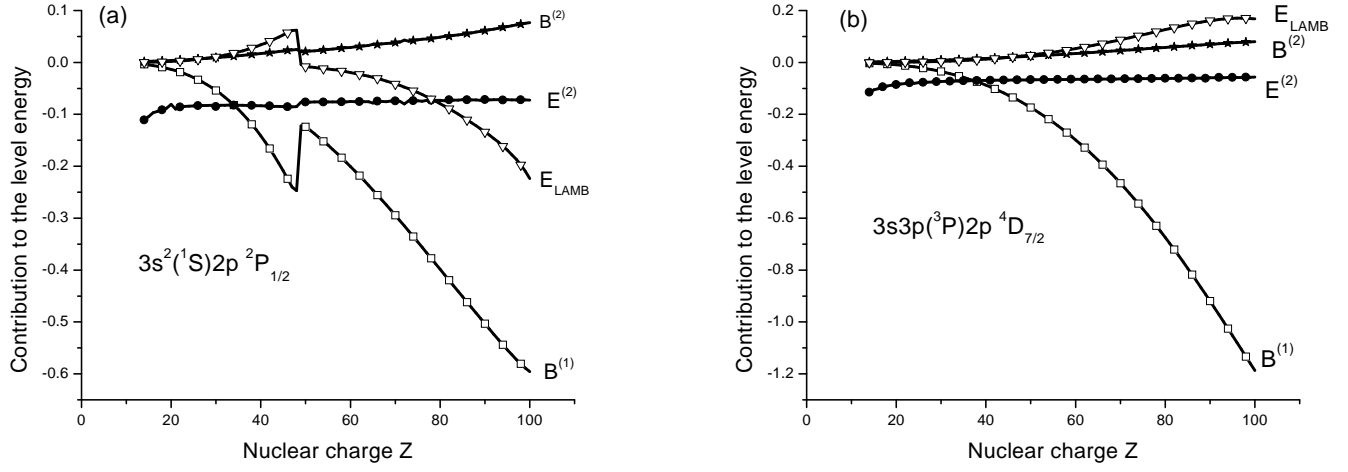 (a)
Contribution to the level energy
0.1
0.0
-0.1
-0.2
-0.3
-0.4
-0.5
-0.6
0 20 40 60 80 100
Nuclear charge Z
B⁽²⁾
E⁽²⁾
E_LAMB
B⁽¹⁾
3s²(¹S)2p ²P₁/₂
(b)
Contribution to the level energy
0.2
0.0
-0.2
-0.4
-0.6
-0.8
-1.0
-1.2
0 20 40 60 80 100
Nuclear charge Z
E_LAMB
B⁽²⁾
E⁽²⁾
B⁽¹⁾
3s3p(³P)2p ⁴D₇/₂